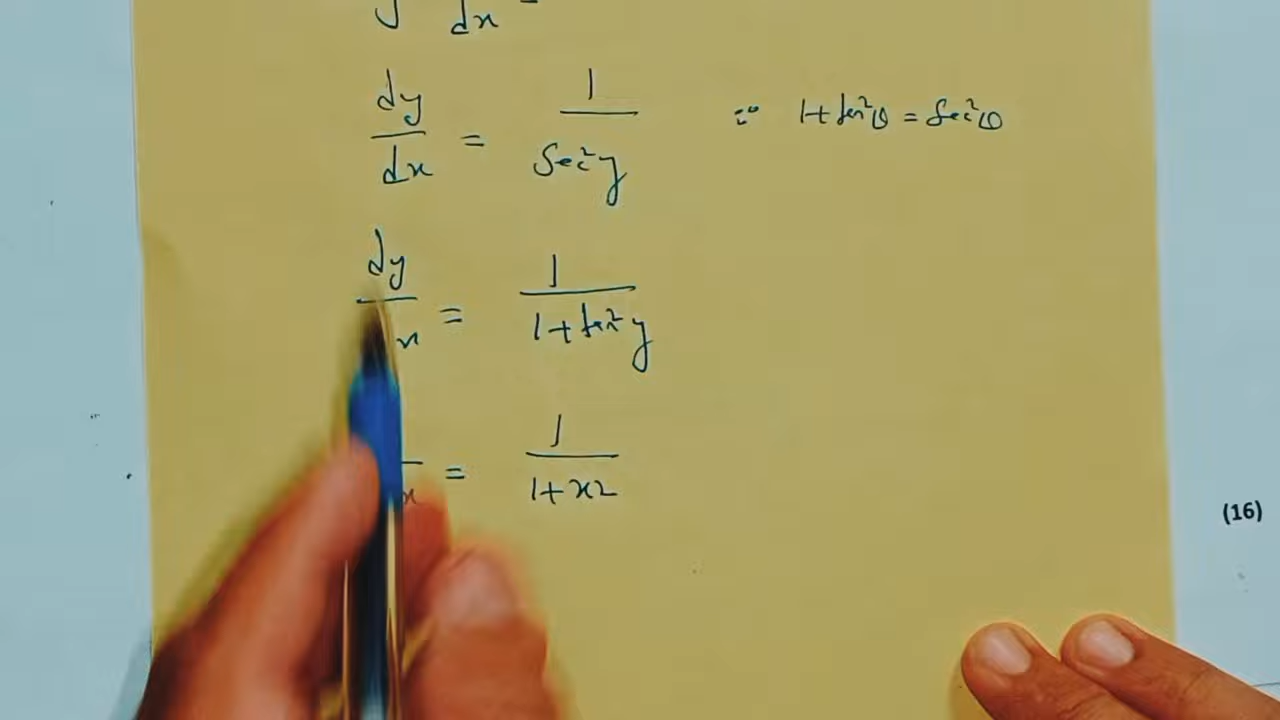 dx
dy/dx = 1/Sec²y ∵ 1+tan²θ = Sec²θ
dy/x = 1/1+tan²y
x = 1/1+x2
(16)